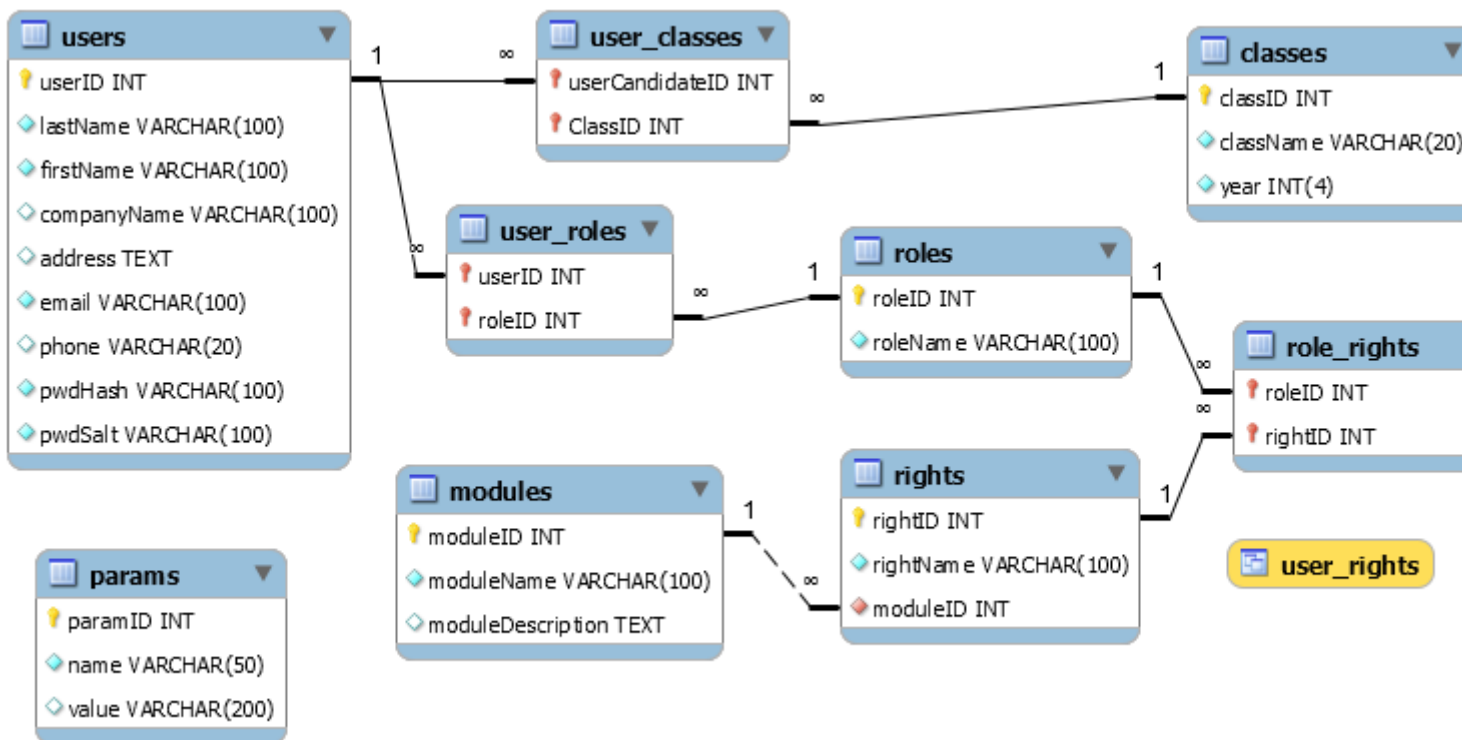 users
userID INT
lastName VARCHAR(100)
firstName VARCHAR(100)
companyName VARCHAR(100)
address TEXT
email VARCHAR(100)
phone VARCHAR(20)
pwdHash VARCHAR(100)
pwdSalt VARCHAR(100)
1
∞
∞
user_classes
userCandidateID INT
ClassID INT
∞
1
classes
classID INT
className VARCHAR(20)
year INT(4)
user_roles
userID INT
roleID INT
∞
1
roles
roleID INT
roleName VARCHAR(100)
1
∞
role_rights
roleID INT
rightID INT
∞
1
modules
moduleID INT
moduleName VARCHAR(100)
moduleDescription TEXT
1
∞
rights
rightID INT
rightName VARCHAR(100)
moduleID INT
user_rights
params
paramID INT
name VARCHAR(50)
value VARCHAR(200)